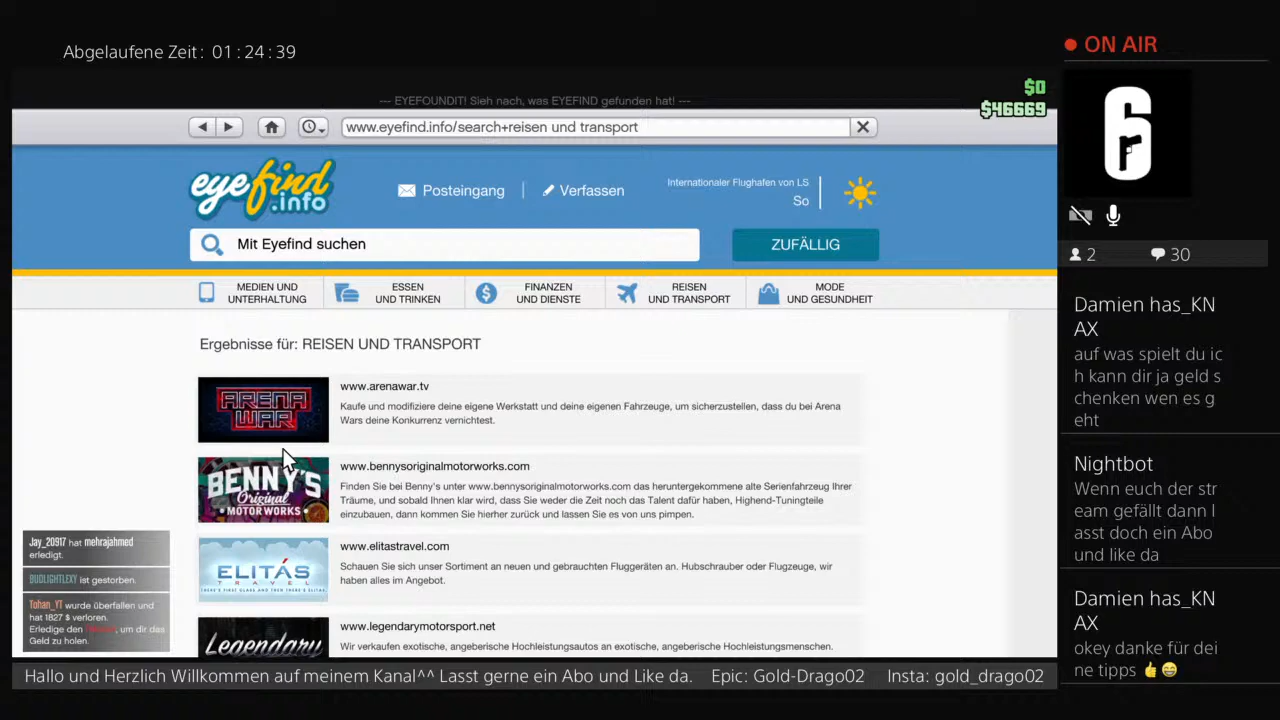 Abgelaufene Zeit: 01:24:39
ON AIR
--- EYEFOUNDIT! Sieh nach, was EYEFIND gefunden hat! ---
$0
$46669
www.eyefind.info/search+reisen und transport
eyefind
.info
Posteingang
Verfassen
Internationaler Flughafen von LS
So
Mit Eyefind suchen
ZUFÄLLIG
MEDIEN UND
UNTERHALTUNG
ESSEN
UND TRINKEN
FINANZEN
UND DIENSTE
REISEN
UND TRANSPORT
MODE
UND GESUNDHEIT
Ergebnisse für: REISEN UND TRANSPORT
ARENA
WAR
www.arenawar.tv
Kaufe und modifiziere deine eigene Werkstatt und deine eigenen Fahrzeuge, um sicherzustellen, dass du bei Arena
Wars deine Konkurrenz vernichtest.
BENNY'S
Original
MOTOR WORKS
www.bennysoriginalmotorworks.com
Finden Sie bei Benny's unter www.bennysoriginalmotorworks.com das heruntergekommene alte Serienfahrzeug Ihrer
Träume, und sobald Ihnen klar wird, dass Sie weder die Zeit noch das Talent dafür haben, Highend-Tuningteile
einzubauen, dann kommen Sie hierher zurück und lassen Sie es von uns pimpen.
ELITÁS
TRAVEL
THERE'S FIRST CLASS AND THEN THERE'S ELITÁS
www.elitastravel.com
Schauen Sie sich unser Sortiment an neuen und gebrauchten Fluggeräten an. Hubschrauber oder Flugzeuge, wir
haben alles im Angebot.
Legendary
www.legendarymotorsport.net
Wir verkaufen exotische, angeberische Hochleistungsautos an exotische, angeberische Hochleistungsmenschen.
Jay_20917 hat mehrajahmed
erledigt.
BUDLIGHTLEXY ist gestorben.
Tohan_YT wurde überfallen und
hat 1827 $ verloren.
Erledige den um, um dir das
Geld zu holen.
6
2
30
Damien has_KN
AX
auf was spielt du ic
h kann dir ja geld s
chenken wen es g
eht
Nightbot
Wenn euch der str
eam gefällt dann l
asst doch ein Abo
und like da
Damien has_KN
AX
okey danke für dei
ne tipps 👍😄
Hallo und Herzlich Willkommen auf meinem Kanal^^ Lasst gerne ein Abo und Like da. Epic: Gold-Drago02 Insta: gold_drago02